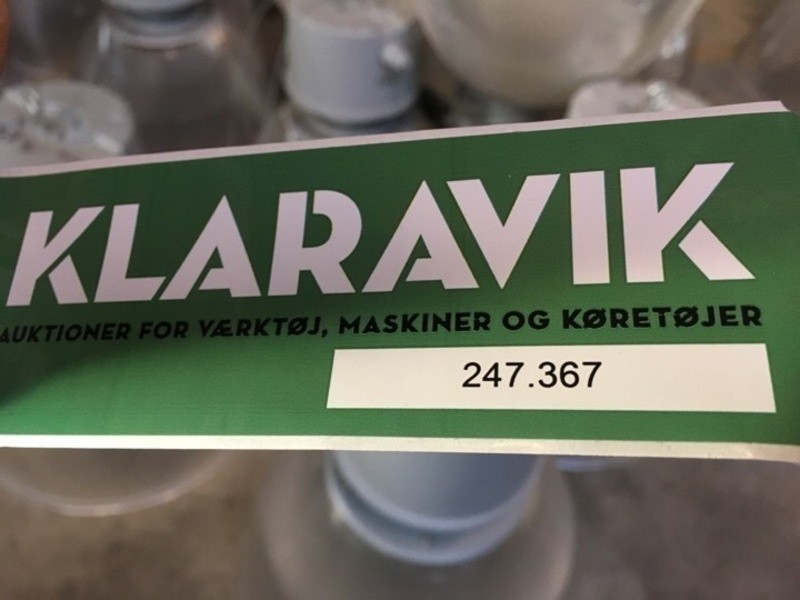 KLARAVIK
AUKTIONER FOR VÆRKTØJ, MASKINER OG KØRETØJER
247.367